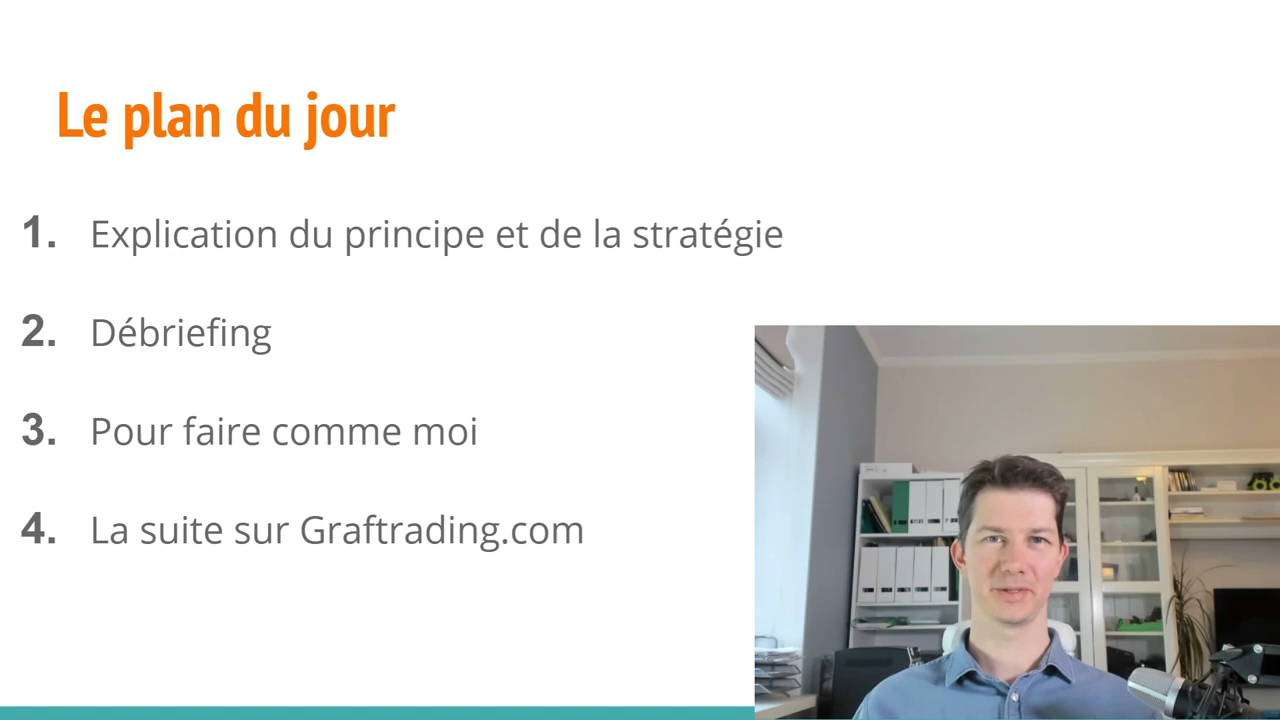 Le plan du jour
1. Explication du principe et de la stratégie
2. Débriefing
3. Pour faire comme moi
4. La suite sur Graftrading.com